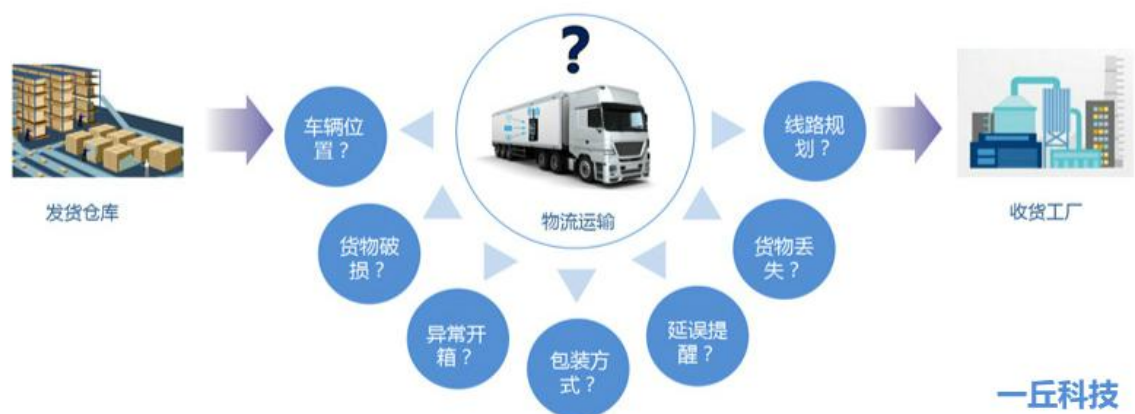 ?
车辆位
置？
线路规
划？
发货仓库
物流运输
收货工厂
货物破
损？
货物丢
失？
异常开
箱？
包装方
式？
延误提
醒？
一丘科技